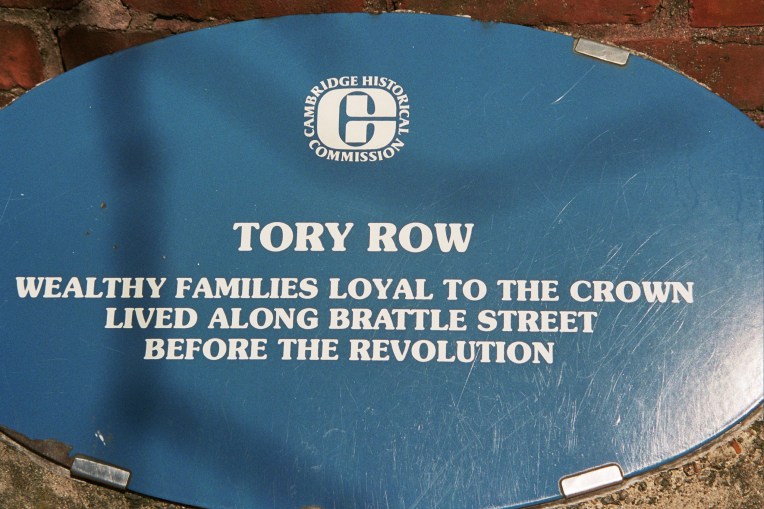 CAMBRIDGE HISTORICAL
COMMISSION
TORY ROW
WEALTHY FAMILIES LOYAL TO THE CROWN
LIVED ALONG BRATTLE STREET
BEFORE THE REVOLUTION